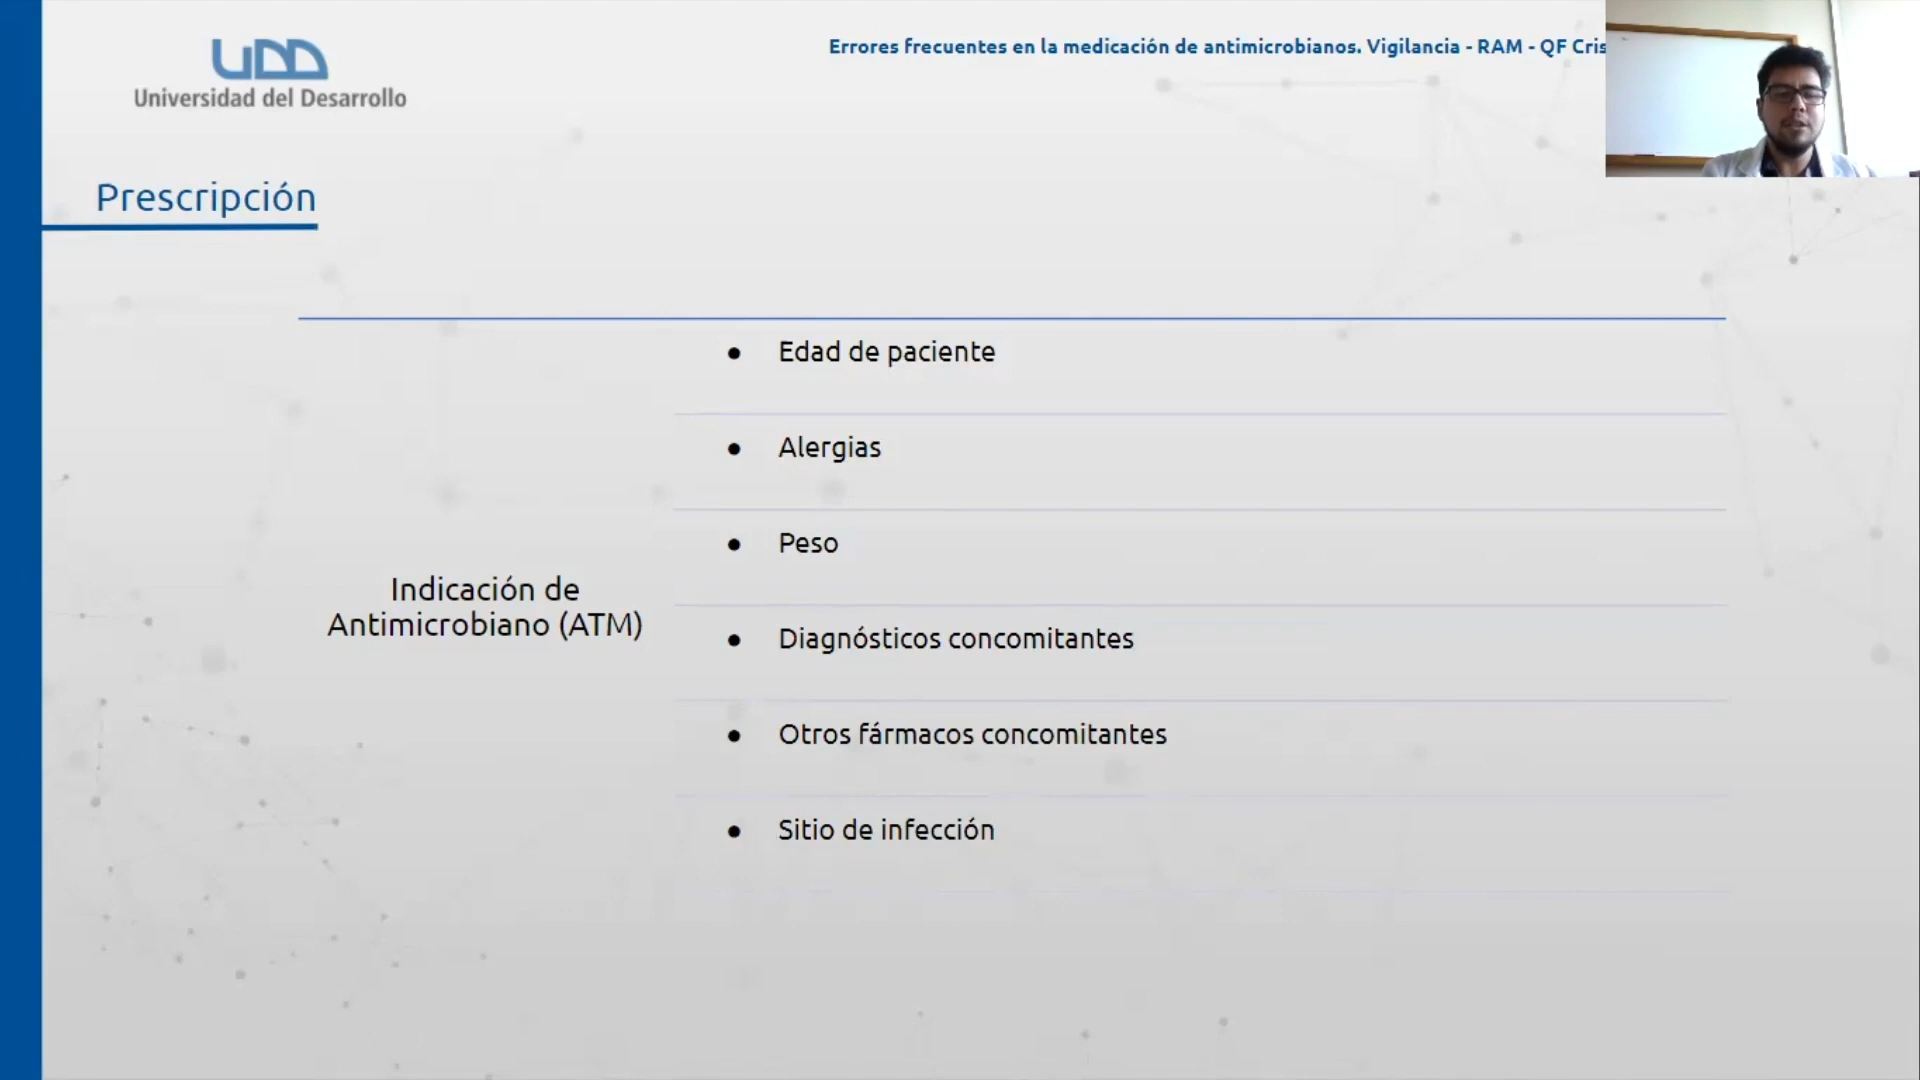 UDD
Universidad del Desarrollo
Errores frecuentes en la medicación de antimicrobianos. Vigilancia - RAM - QF Cris
Prescripción
Indicación de
Antimicrobiano (ATM)
● Edad de paciente
● Alergias
● Peso
● Diagnósticos concomitantes
● Otros fármacos concomitantes
● Sitio de infección